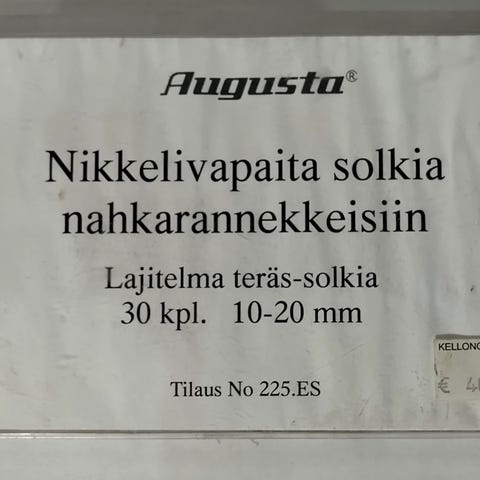 Augusta®
Nikkelivapaita solkia
nahkarannekkeisiin
Lajitelma teräs-solkia
30 kpl. 10-20 mm
Tilaus No 225.ES
€